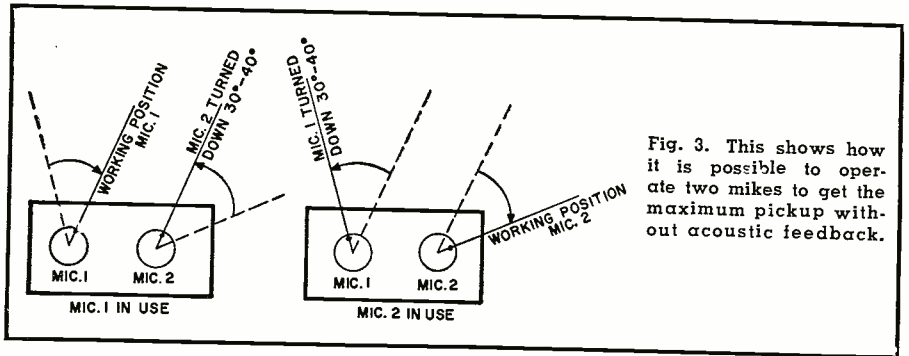 WORKING POSITION
MIC. 1
MIC. 2 TURNED
DOWN 30°-40°
MIC. 1
MIC. 2
MIC. 1 IN USE
MIC. 1 TURNED
DOWN 30°-40°
WORKING POSITION
MIC. 2
MIC. 1
MIC. 2
MIC. 2 IN USE
Fig. 3. This shows how
it is possible to oper-
ate two mikes to get the
maximum pickup with-
out acoustic feedback.